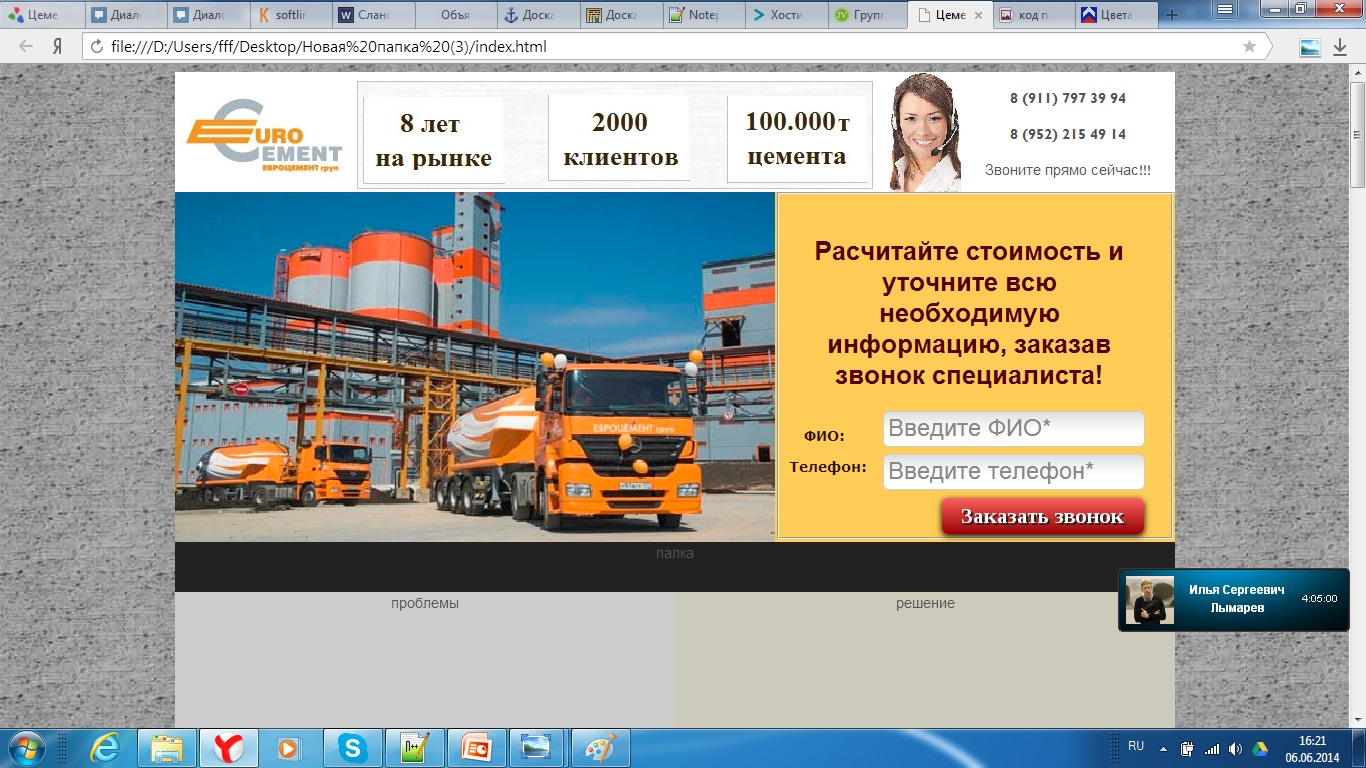 Цеме
Диало
Диало
softlin
Слани
Объя
Доска
Доска
Notep
Хости
Групп
Цеме
код п
Цвета
Я
file:///D:/Users/fff/Desktop/Новая%20папка%20(3)/index.html
EURO
CEMENT
ЕВРОЦЕМЕНТ груп
8 лет
на рынке
2000
клиентов
100.000т
цемента
8 (911) 797 39 94
8 (952) 215 49 14
Звоните прямо сейчас!!!
Расчитайте стоимость и
уточните всю
необходимую
информацию, заказав
звонок специалиста!
ФИО:
Введите ФИО*
Телефон:
Введите телефон*
Заказать звонок
ЕВРОЦЕМЕНТ груп
палка
проблемы
решение
Илья Сергеевич
Лымарев
4:05:00
RU
16:21
06.06.2014